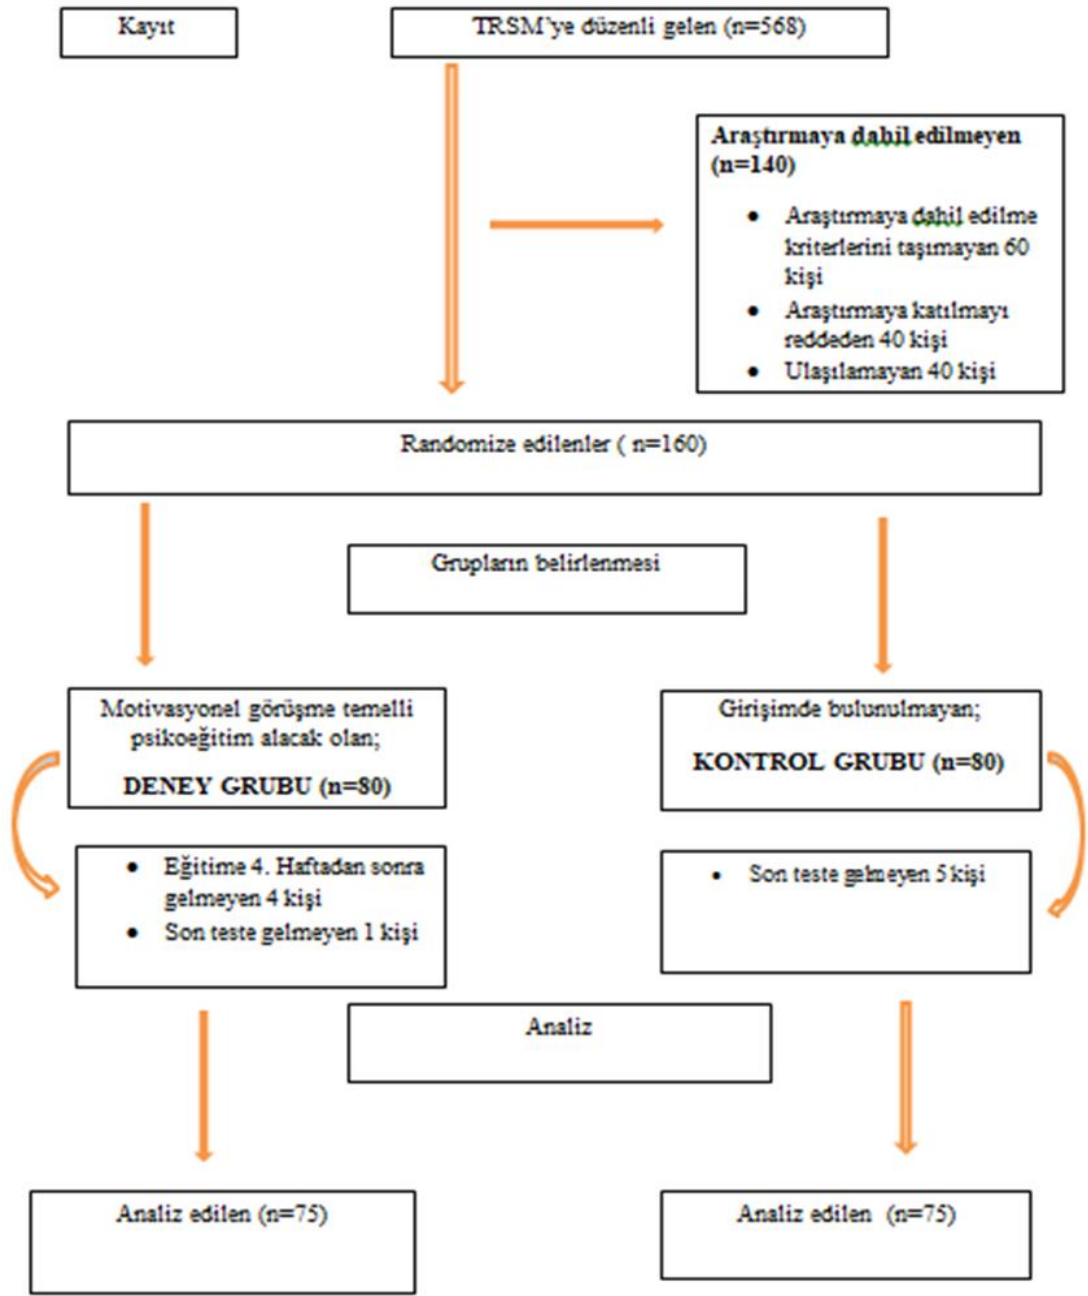 Kayıt
TRSM'ye düzenli gelen (n=568)
Araştırmaya dahil edilmeyen
(n=140)
• Araştırmaya dahil edilme
kriterlerini taşımayan 60
kişi
• Araştırmaya katılmayı
reddeden 40 kişi
• Ulaşılamayan 40 kişi
Randomize edilenler ( n=160)
Grupların belirlenmesi
Motivasyonel görüşme temelli
psikoeğitim alacak olan;
DENEY GRUBU (n=80)
Girişimde bulunulmayan;
KONTROL GRUBU (n=80)
• Eğitime 4. Haftadan sonra
gelmeyen 4 kişi
• Son teste gelmeyen 1 kişi
• Son teste gelmeyen 5 kişi
Analiz
Analiz edilen (n=75)
Analiz edilen (n=75)